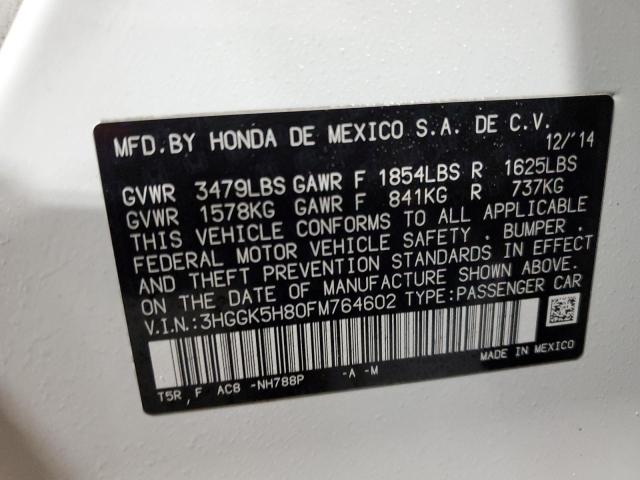 MFD.BY HONDA DE MEXICO S.A. DE C.V.
12/'14
GVWR 3479LBS GAWR F 1854LBS R 1625LBS
GVWR 1578KG GAWR F 841KG R 737KG
THIS VEHICLE CONFORMS TO ALL APPLICABLE
FEDERAL MOTOR VEHICLE SAFETY, BUMPER,
AND THEFT PREVENTION STANDARDS IN EFFECT
ON THE DATE OF MANUFACTURE SHOWN ABOVE.
V.I.N.:3HGGK5H80FM764602 TYPE:PASSENGER CAR
MADE IN MEXICO
T5R,F AC8 -NH788P -A -M